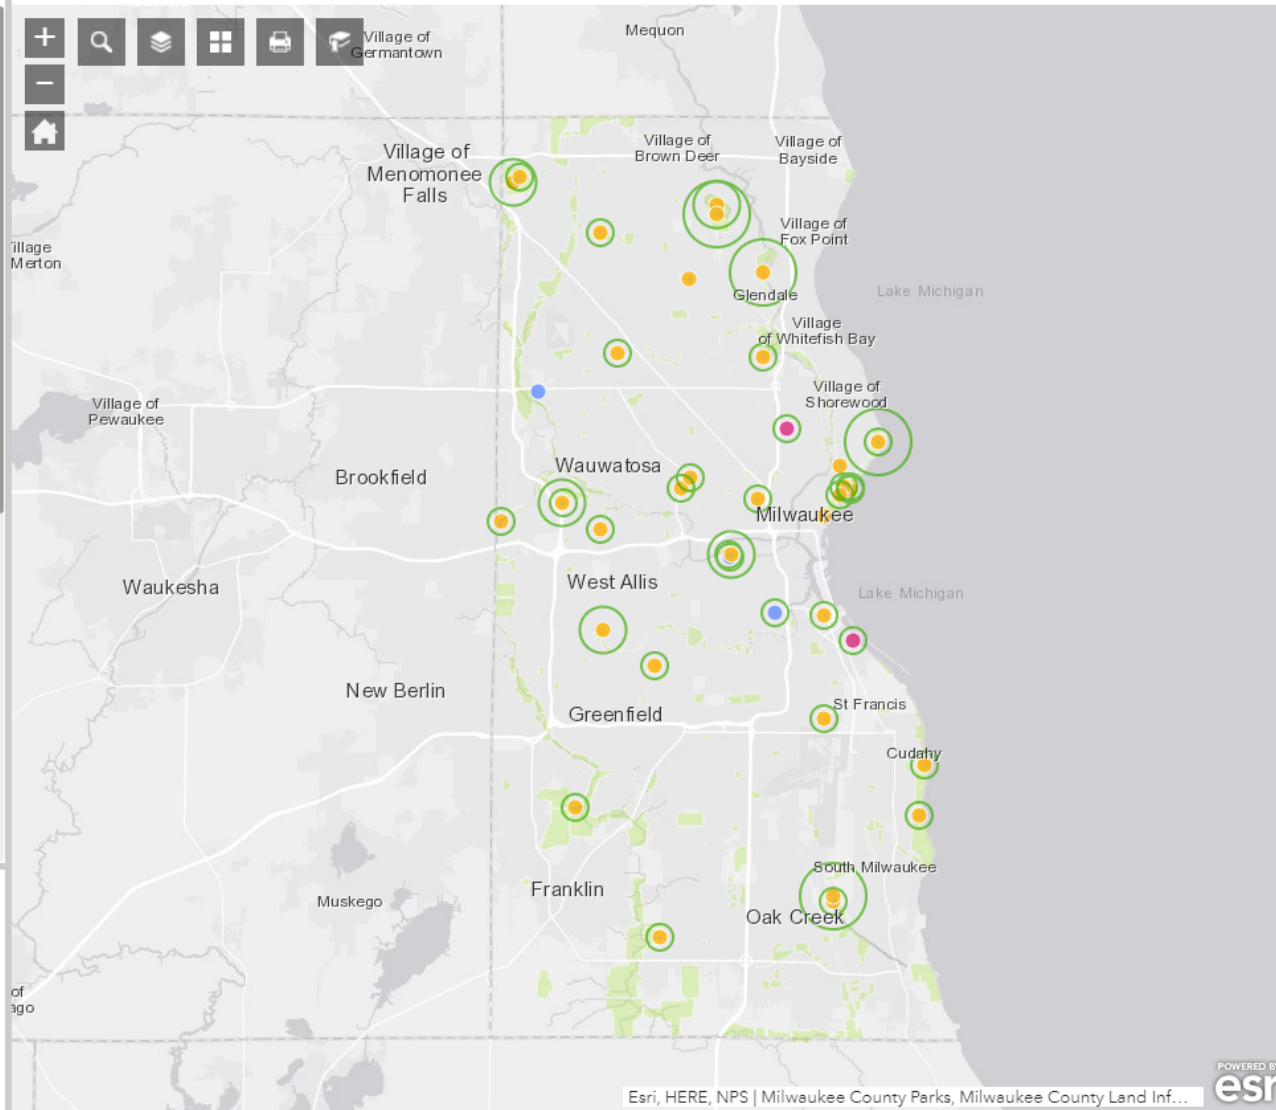 +
−
Village of
Germantown
Mequon
Village of
Brown Deer
Village of
Bayside
Village of
Menomonee
Falls
Village of
Fox Point
Merton
Glendale
Lake Michigan
Village
of Whitefish Bay
Village of
Shorewood
Village of
Pewaukee
Wauwatosa
Brookfield
Milwaukee
West Allis
Waukesha
Lake Michigan
New Berlin
Greenfield
St Francis
Cudahy
South Milwaukee
Franklin
Muskego
Oak Creek
of
ago
POWERED BY
esri
Esri, HERE, NPS | Milwaukee County Parks, Milwaukee County Land Inf...